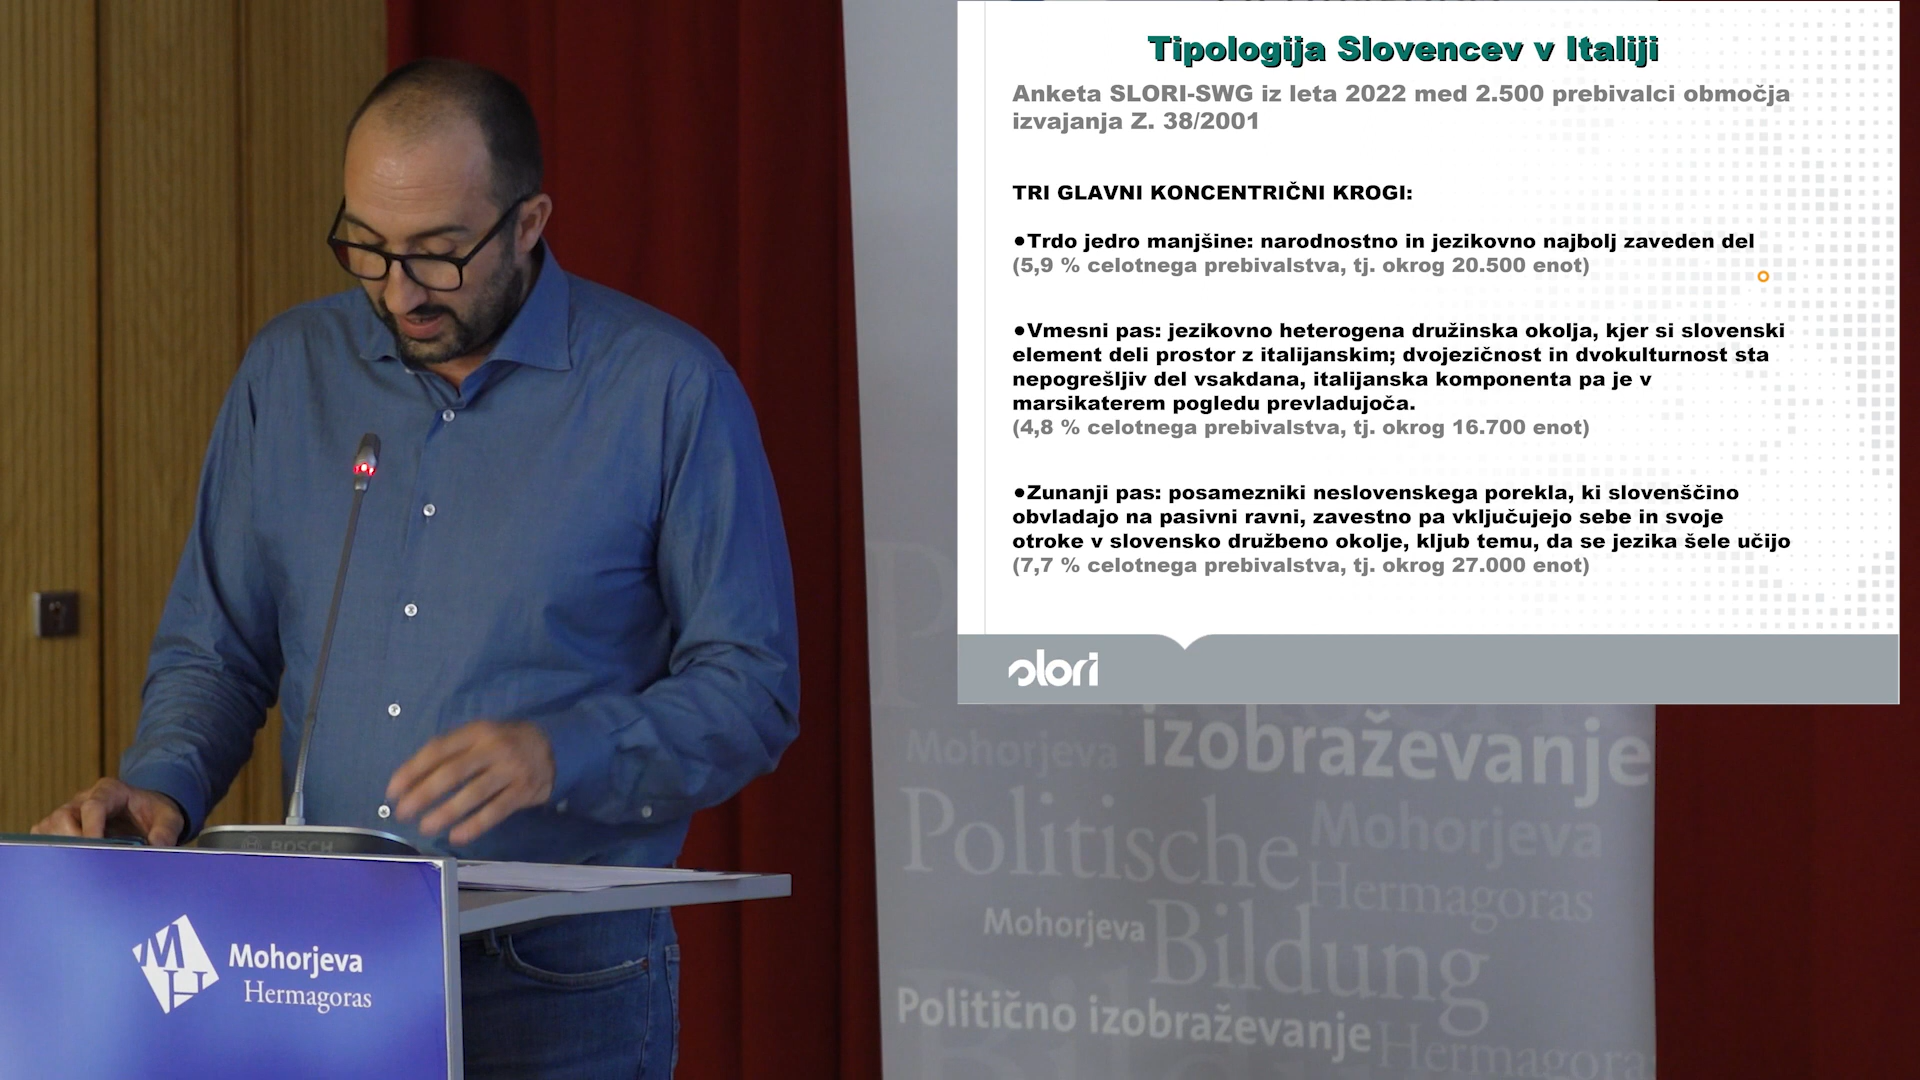 Tipologija Slovencev v Italiji
Anketa SLORI-SWG iz leta 2022 med 2.500 prebivalci območja
izvajanja Z. 38/2001
TRI GLAVNI KONCENTRIČNI KROGI:
●Trdo jedro manjšine: narodnostno in jezikovno najbolj zaveden del
(5,9 % celotnega prebivalstva, tj. okrog 20.500 enot)
●Vmesni pas: jezikovno heterogena družinska okolja, kjer si slovenski
element deli prostor z italijanskim; dvojezičnost in dvokulturnost sta
nepogrešljiv del vsakdana, italijanska komponenta pa je v
marsikaterem pogledu prevladujoča.
(4,8 % celotnega prebivalstva, tj. okrog 16.700 enot)
●Zunanji pas: posamezniki neslovenskega porekla, ki slovenščino
obvladajo na pasivni ravni, zavestno pa vključujejo sebe in svoje
otroke v slovensko družbeno okolje, kljub temu, da se jezika šele učijo
(7,7 % celotnega prebivalstva, tj. okrog 27.000 enot)
slori
Mohorjeva izobraževanje
Politische Mohorjeva
Hermagoras
Mohorjeva Bildung
Politično izobraževanje Hermagoras
BOSCH
MH
Mohorjeva
Hermagoras